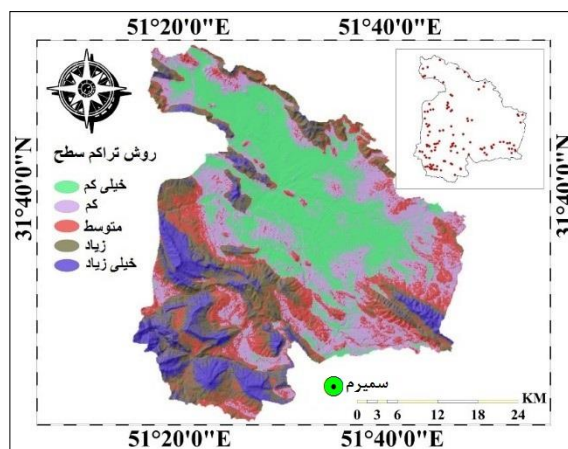 51°20'0"E 51°40'0"E
31°40'0"N
31°40'0"N
روش تراکم سطح
خیلی کم
کم
متوسط
زیاد
خیلی زیاد
سمیرم
KM
0 3 6 12 18 24
51°20'0"E 51°40'0"E